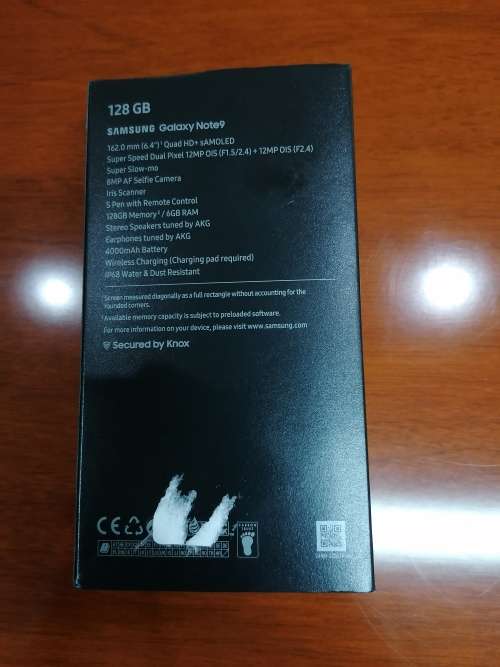 128 GB
SAMSUNG Galaxy Note9
162.0 mm (6.4")¹ Quad HD+ sAMOLED
Super Speed Dual Pixel 12MP OIS (F1.5/2.4) + 12MP OIS (F2.4)
Super Slow-mo
8MP AF Selfie Camera
Iris Scanner
S Pen with Remote Control
128GB Memory² / 6GB RAM
Stereo Speakers tuned by AKG
Earphones tuned by AKG
4000mAh Battery
Wireless Charging (Charging pad required)
IP68 Water & Dust Resistant
Screen measured diagonally as a full rectangle without accounting for the
rounded corners.
Available memory capacity is subject to preloaded software.
For more information on your device, please visit www.samsung.com
Secured by Knox
CE